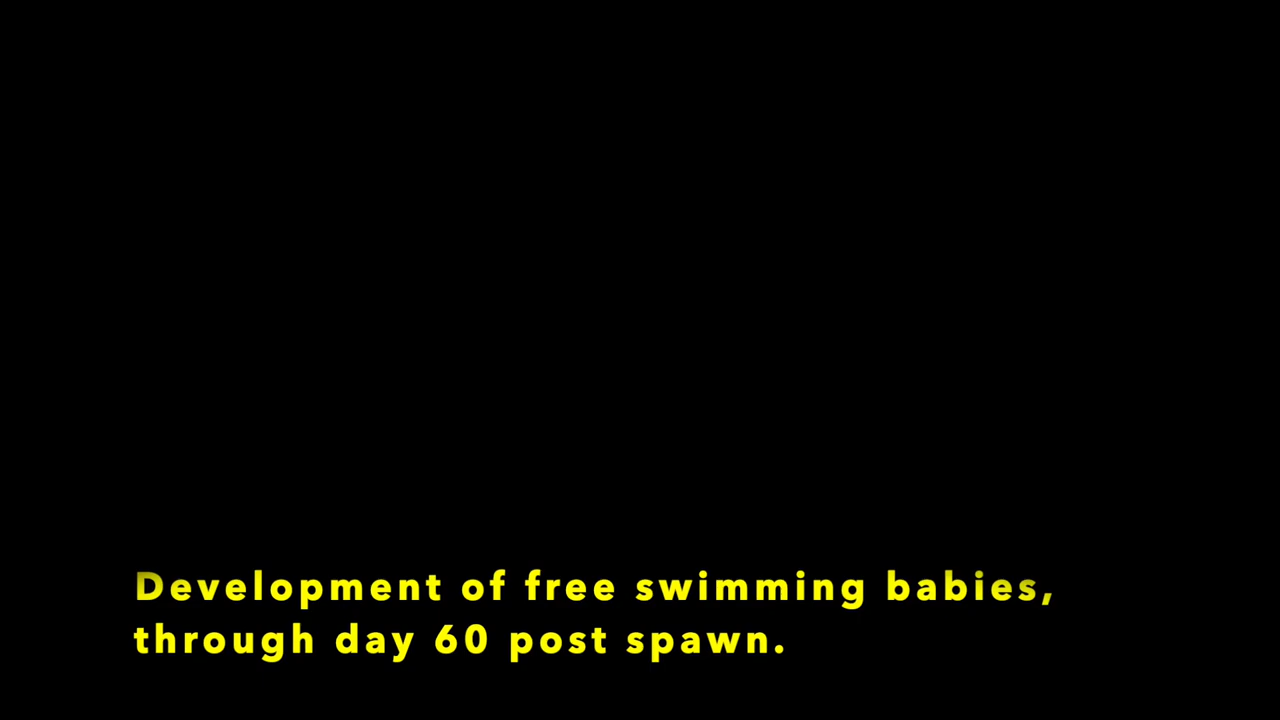 Development of free swimming babies,
through day 60 post spawn.